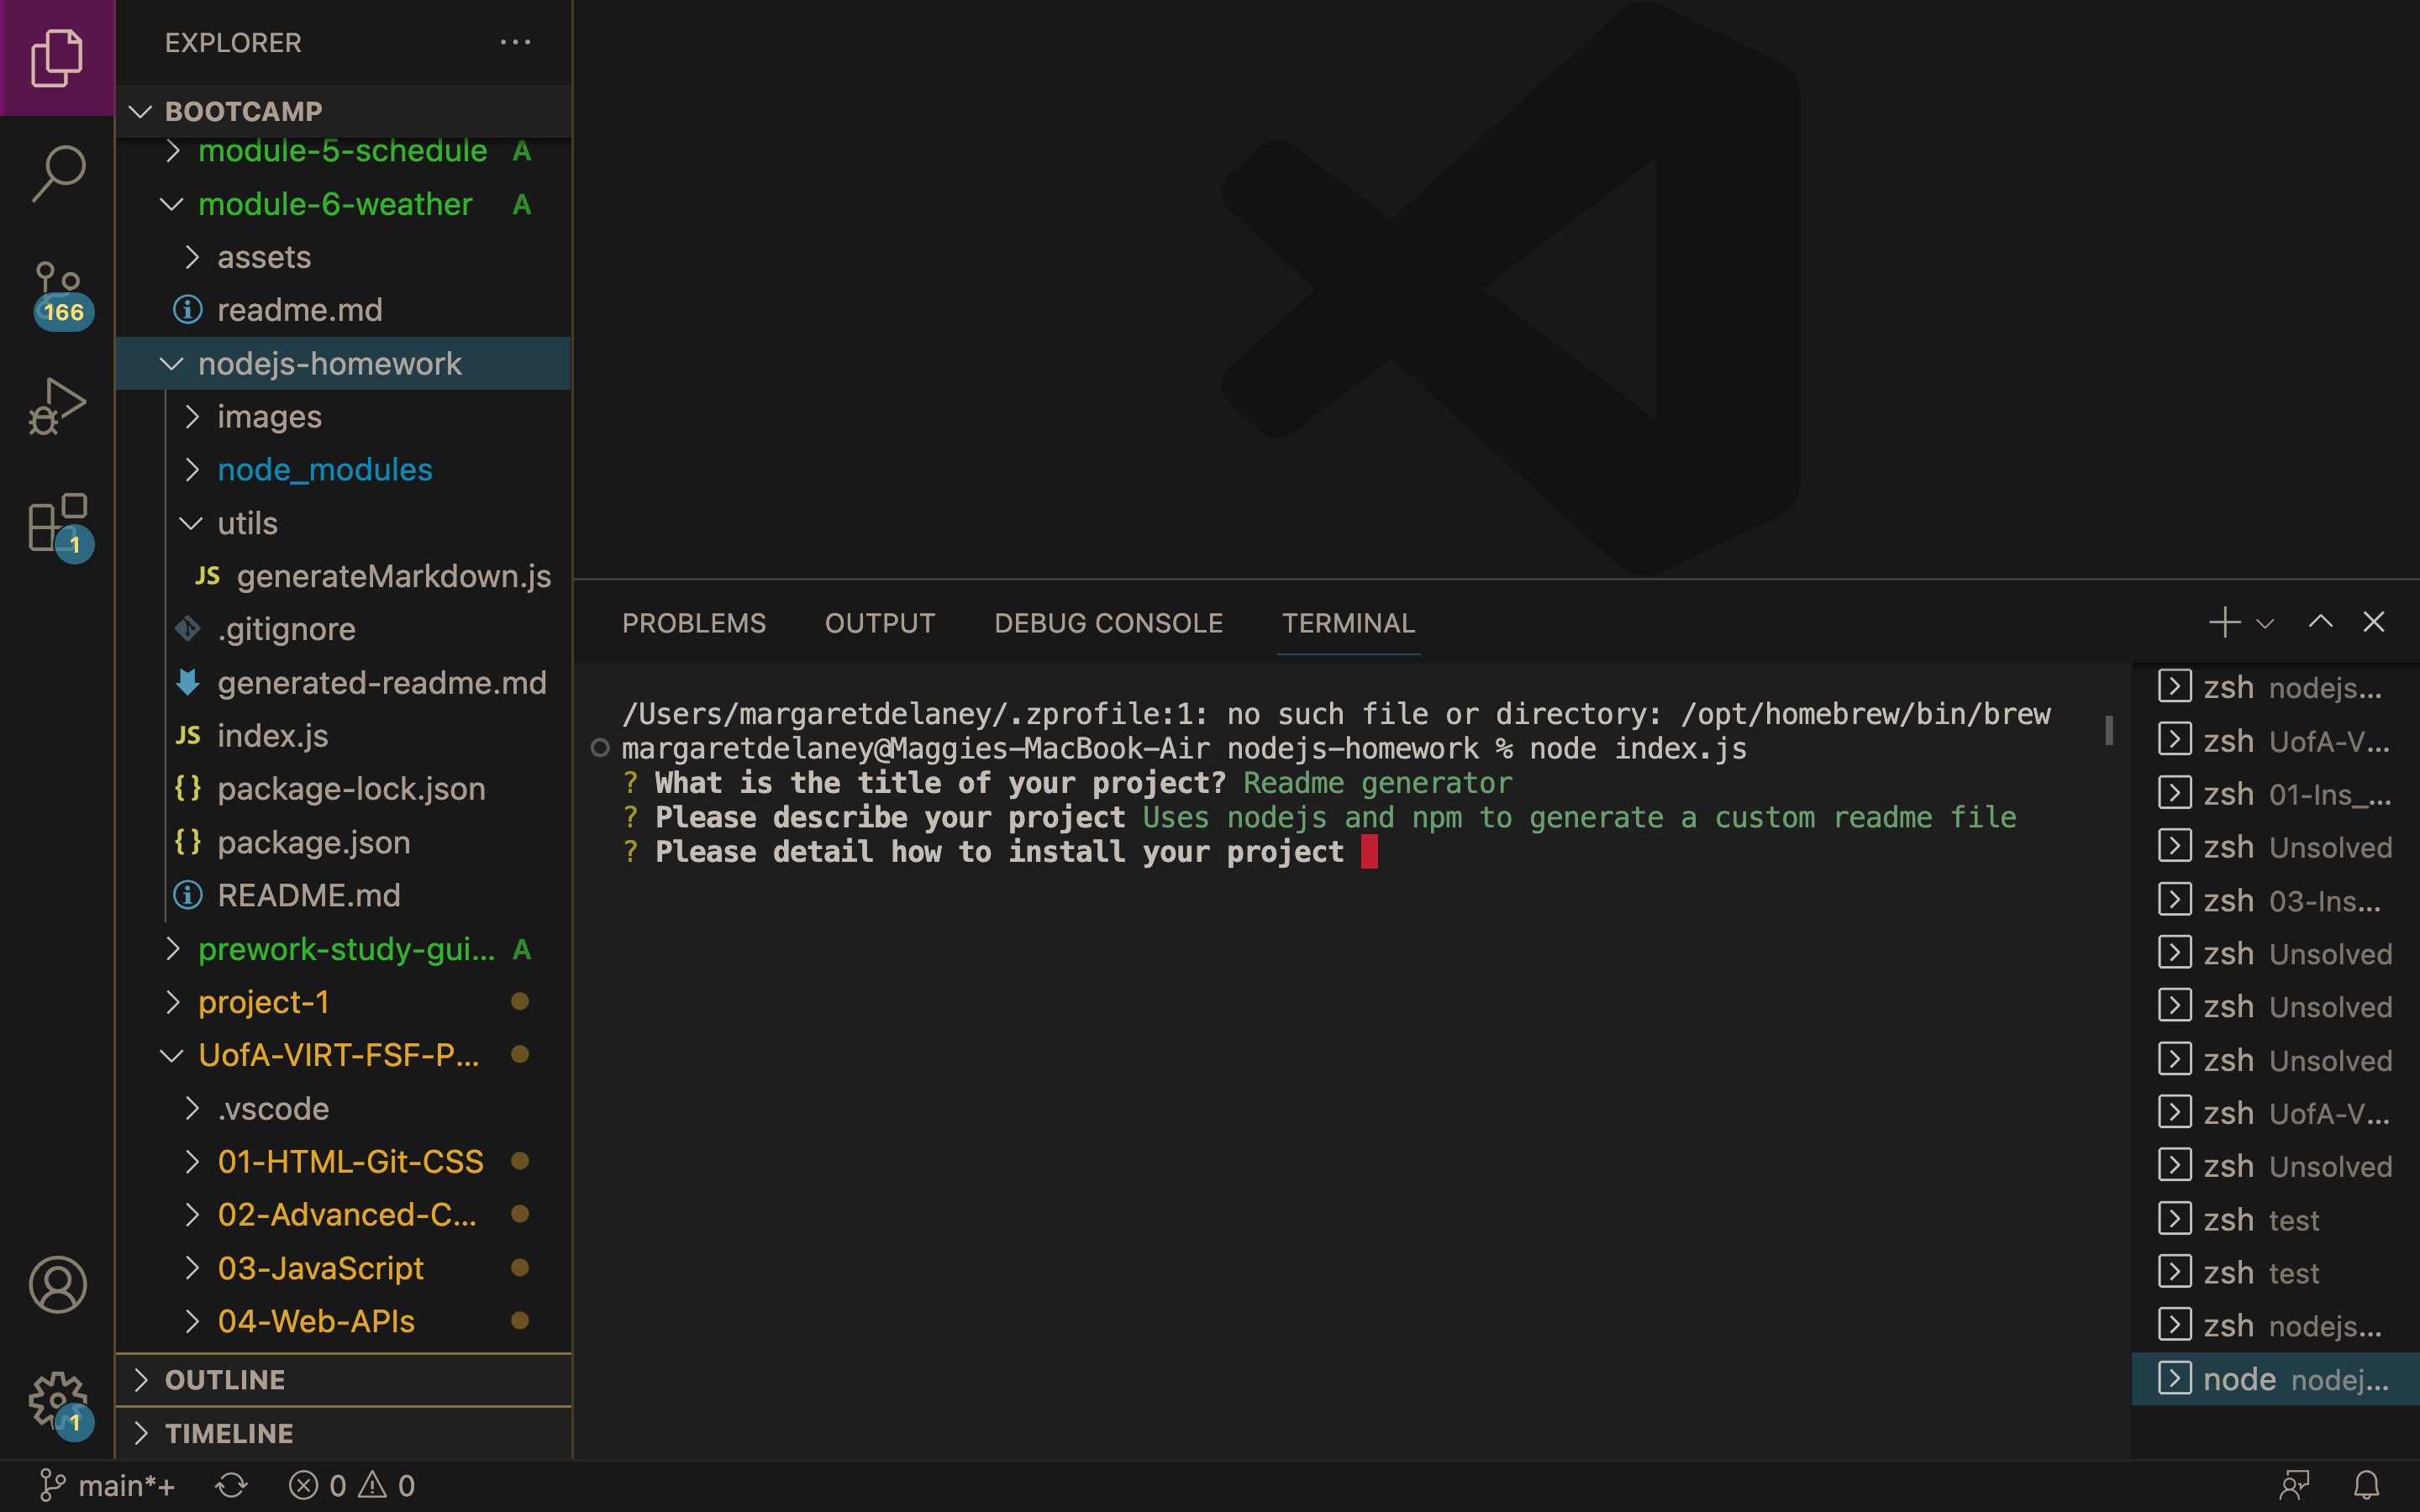 EXPLORER
BOOTCAMP
module-5-schedule A
module-6-weather A
assets
readme.md
166
nodejs-homework
images
node_modules
utils
1
JS generateMarkdown.js
.gitignore
generated-readme.md
JS index.js
{} package-lock.json
{} package.json
README.md
prework-study-gui... A
project-1
UofA-VIRT-FSF-P...
.vscode
01-HTML-Git-CSS
02-Advanced-C...
03-JavaScript
04-Web-APIs
OUTLINE
1
TIMELINE
PROBLEMS OUTPUT DEBUG CONSOLE TERMINAL
/Users/margaretdelaney/.zprofile:1: no such file or directory: /opt/homebrew/bin/brew
margaretdelaney@Maggies-MacBook-Air nodejs-homework % node index.js
? What is the title of your project? Readme generator
? Please describe your project Uses nodejs and npm to generate a custom readme file
? Please detail how to install your project
zsh nodejs...
zsh UofA-V...
zsh 01-Ins_...
zsh Unsolved
zsh 03-Ins...
zsh Unsolved
zsh Unsolved
zsh Unsolved
zsh UofA-V...
zsh Unsolved
zsh test
zsh test
zsh nodejs...
node nodej...
main*+ 0 0